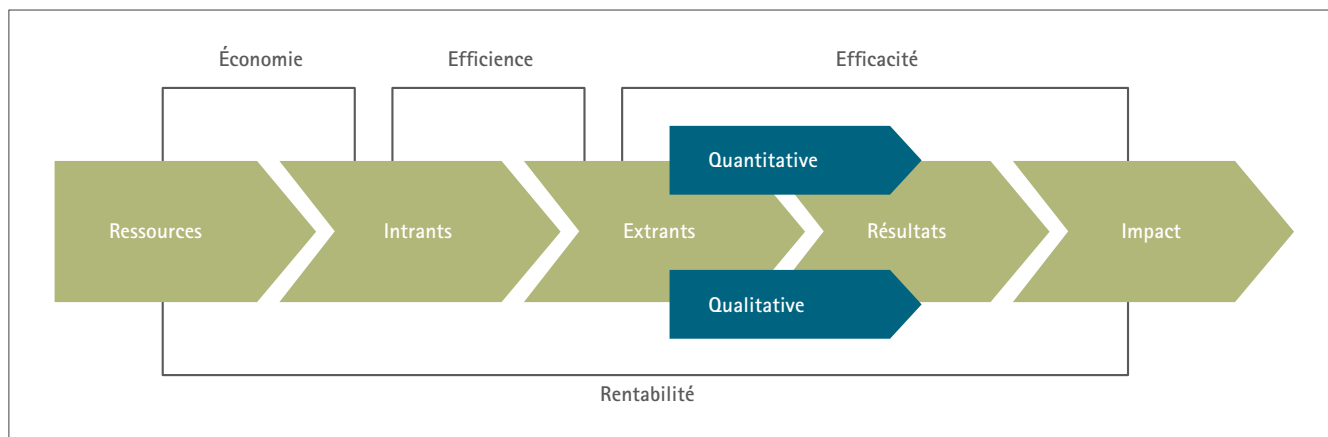 Économie
Efficience
Efficacité
Quantitative
Ressources
Intrants
Extrants
Résultats
Impact
Qualitative
Rentabilité